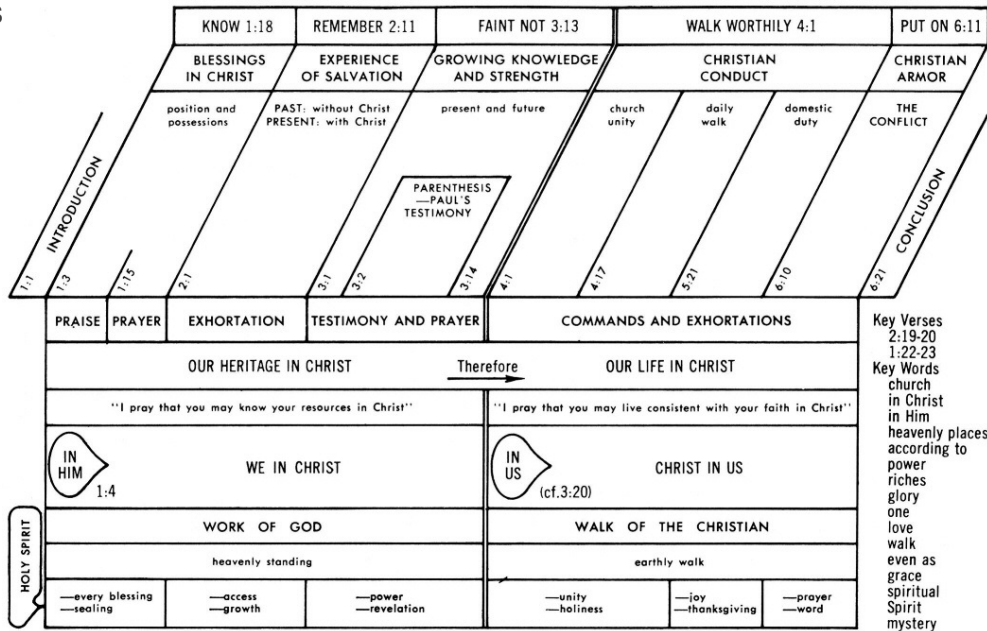 S
KNOW 1:18
REMEMBER 2:11
FAINT NOT 3:13
WALK WORTHILY 4:1
PUT ON 6:11
BLESSINGS
IN CHRIST
EXPERIENCE
OF SALVATION
GROWING KNOWLEDGE
AND STRENGTH
CHRISTIAN
CONDUCT
CHRISTIAN
ARMOR
position and
possessions
PAST: without Christ
PRESENT: with Christ
present and future
church
unity
daily
walk
domestic
duty
THE
CONFLICT
INTRODUCTION
PARENTHESIS
—PAUL'S
TESTIMONY
CONCLUSION
1:1
1:3
1:15
2:1
3:1
3:2
3:14
4:1
4:17
5:21
6:10
6:21
PRAISE
PRAYER
EXHORTATION
TESTIMONY AND PRAYER
COMMANDS AND EXHORTATIONS
OUR HERITAGE IN CHRIST
Therefore
OUR LIFE IN CHRIST
"I pray that you may know your resources in Christ"
"I pray that you may live consistent with your faith in Christ"
IN
HIM
1:4
WE IN CHRIST
IN
US
(cf.3:20)
CHRIST IN US
WORK OF GOD
WALK OF THE CHRISTIAN
heavenly standing
earthly walk
HOLY SPIRIT
—every blessing
—sealing
—access
—growth
—power
—revelation
—unity
—holiness
—joy
—thanksgiving
—prayer
—word
Key Verses
2:19-20
1:22-23
Key Words
church
in Christ
in Him
heavenly places
according to
power
riches
glory
one
love
walk
even as
grace
spiritual
Spirit
mystery